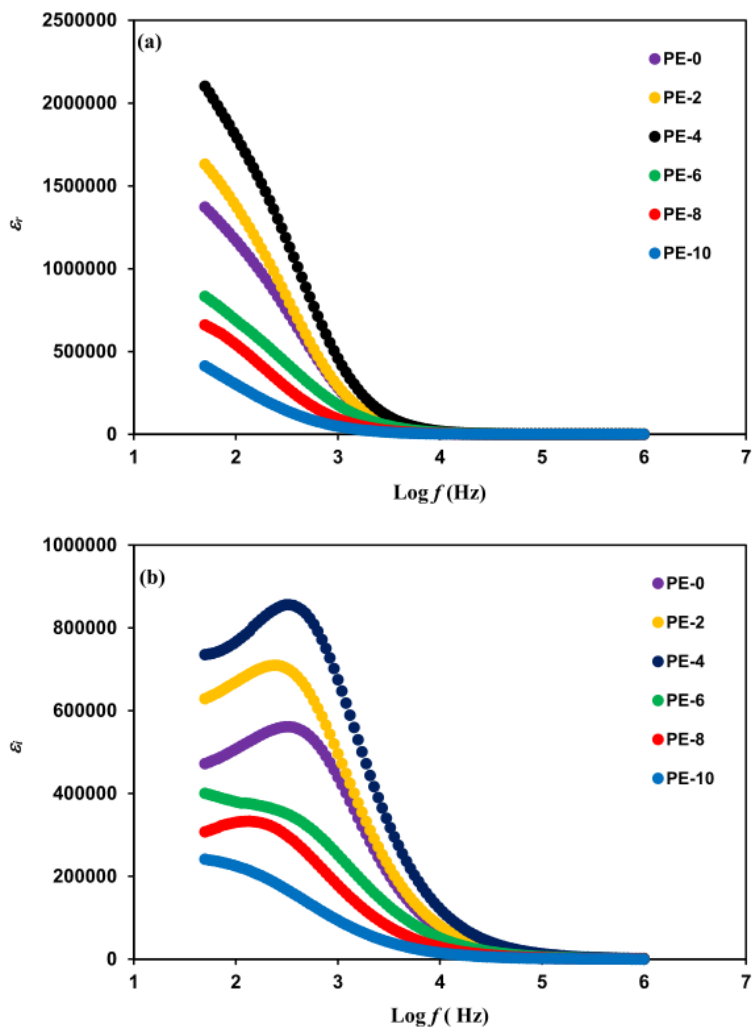 (a)
2500000
2000000
1500000
1000000
500000
0
εr
1 2 3 4 5 6 7
Log f (Hz)
PE-0
PE-2
PE-4
PE-6
PE-8
PE-10
(b)
1000000
800000
600000
400000
200000
0
εi
1 2 3 4 5 6 7
Log f ( Hz)
PE-0
PE-2
PE-4
PE-6
PE-8
PE-10